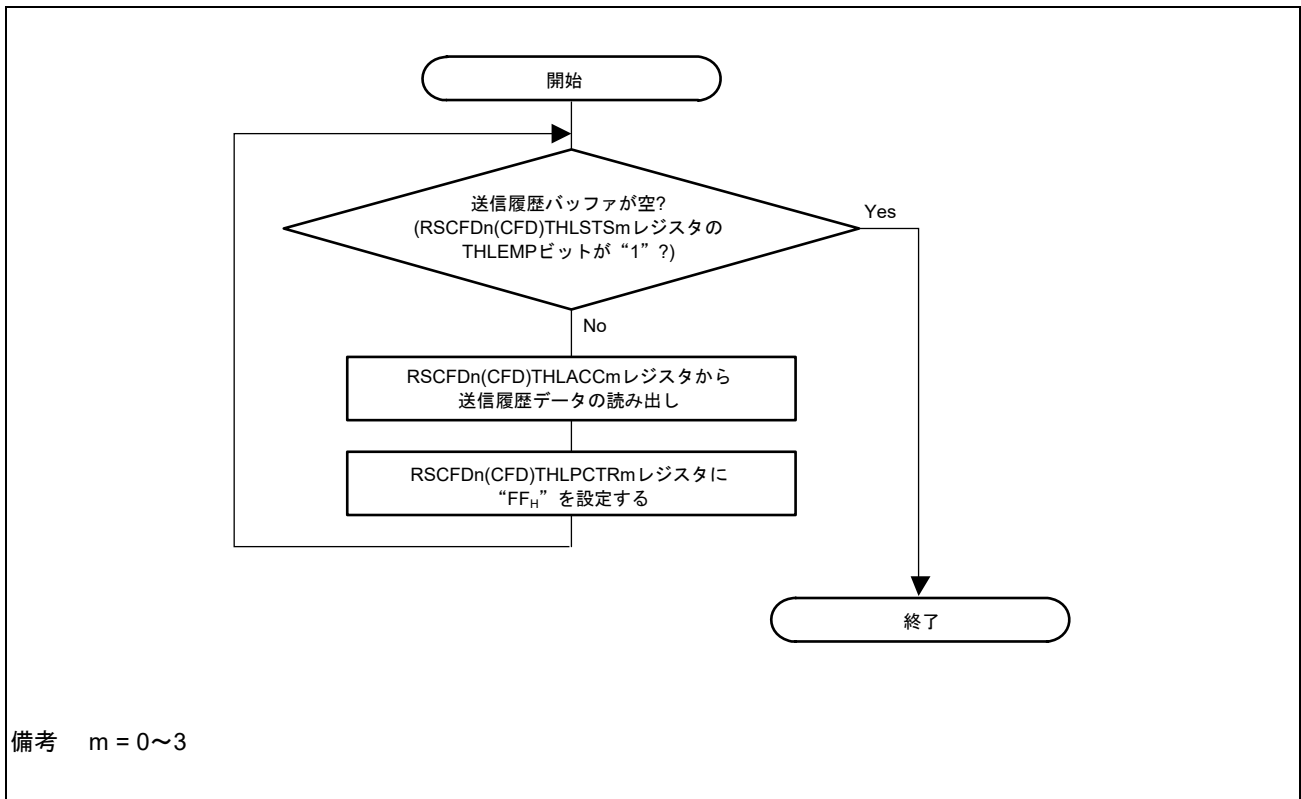 開始
送信履歴バッファが空?
(RSCFDn(CFD)THLSTSmレジスタの
THLEMPビットが“1”?)
Yes
No
RSCFDn(CFD)THLACCmレジスタから
送信履歴データの読み出し
RSCFDn(CFD)THLPCTRmレジスタに
“FFH”を設定する
終了
備考 m = 0～3